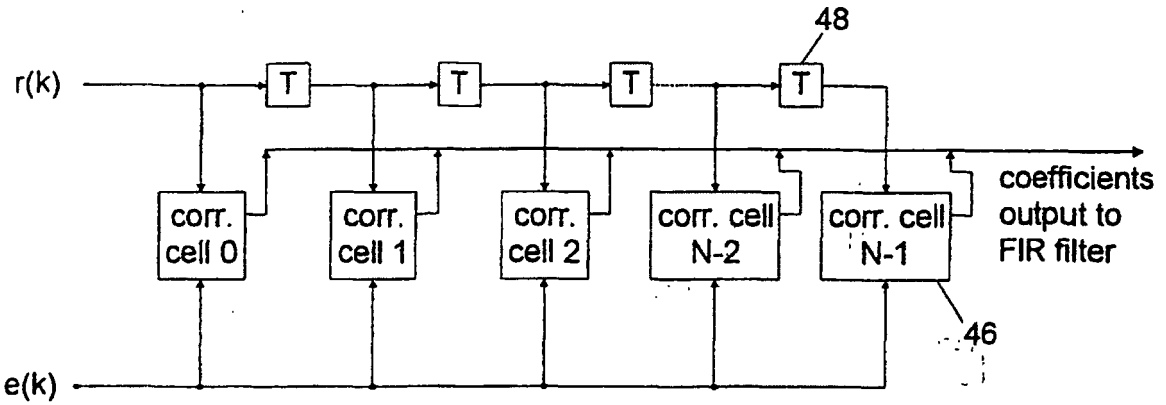 48
r(k)
T
T
T
T
corr.
cell 0
corr.
cell 1
corr.
cell 2
corr. cell
N-2
corr. cell
N-1
coefficients
output to
FIR filter
46
e(k)